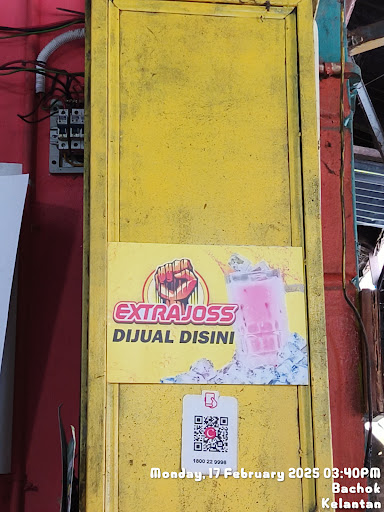 EXTRAJOSS
DIJUAL DISINI
1800 22 9998
Monday, 17 February 2025 03:40PM
Bachok
Kelantan